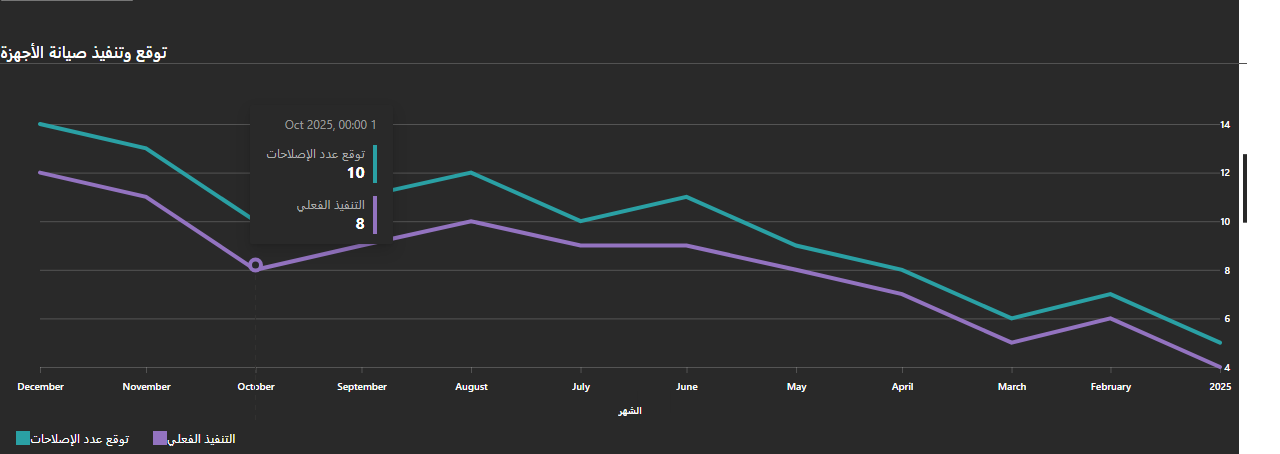 توقع وتنفيذ صيانة الأجهزة
1 Oct 2025, 00:00
توقع عدد الإصلاحات
10
التنفيذ الفعلي
8
14
12
10
8
6
4
December November October September August July June May April March February 2025
الشهر
توقع عدد الإصلاحات التنفيذ الفعلي